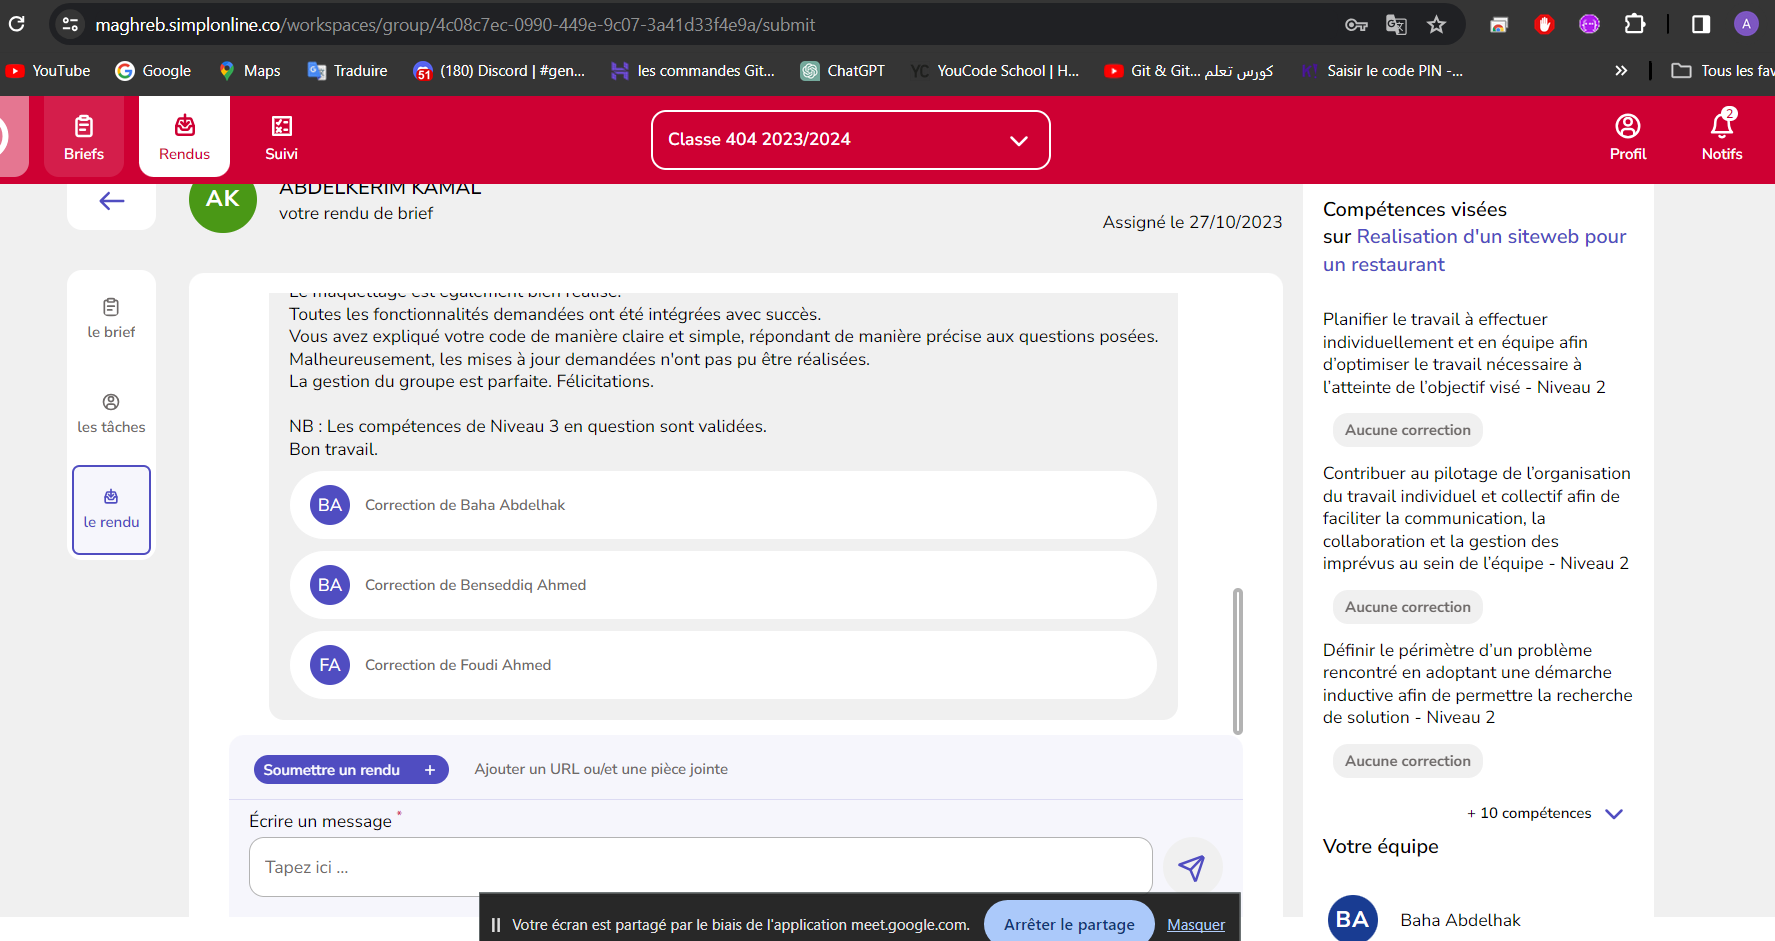 maghreb.simplonline.co/workspaces/group/4c08c7ec-0990-449e-9c07-3a41d33f4e9a/submit
A
YouTube
Google
Maps
Traduire
51
(180) Discord | #gen...
les commandes Git...
ChatGPT
YC
YouCode School | H...
Git & Git... كورس تعلم
Saisir le code PIN -...
Tous les fav
Briefs
Rendus
Suivi
Classe 404 2023/2024
Profil
2
Notifs
AK
ABDELKERIM KAMAL
votre rendu de brief
Assigné le 27/10/2023
le brief
les tâches
le rendu
Le maquettage est également bien réalisé.
Toutes les fonctionnalités demandées ont été intégrées avec succès.
Vous avez expliqué votre code de manière claire et simple, répondant de manière précise aux questions posées.
Malheureusement, les mises à jour demandées n'ont pas pu être réalisées.
La gestion du groupe est parfaite. Félicitations.
NB : Les compétences de Niveau 3 en question sont validées.
Bon travail.
BA
Correction de Baha Abdelhak
BA
Correction de Benseddiq Ahmed
FA
Correction de Foudi Ahmed
Soumettre un rendu +
Ajouter un URL ou/et une pièce jointe
Écrire un message *
Tapez ici ...
Votre écran est partagé par le biais de l'application meet.google.com.
Arrêter le partage
Masquer
Compétences visées
sur Realisation d'un siteweb pour
un restaurant
Planifier le travail à effectuer
individuellement et en équipe afin
d’optimiser le travail nécessaire à
l’atteinte de l’objectif visé - Niveau 2
Aucune correction
Contribuer au pilotage de l’organisation
du travail individuel et collectif afin de
faciliter la communication, la
collaboration et la gestion des
imprévus au sein de l’équipe - Niveau 2
Aucune correction
Définir le périmètre d’un problème
rencontré en adoptant une démarche
inductive afin de permettre la recherche
de solution - Niveau 2
Aucune correction
+ 10 compétences
Votre équipe
BA
Baha Abdelhak